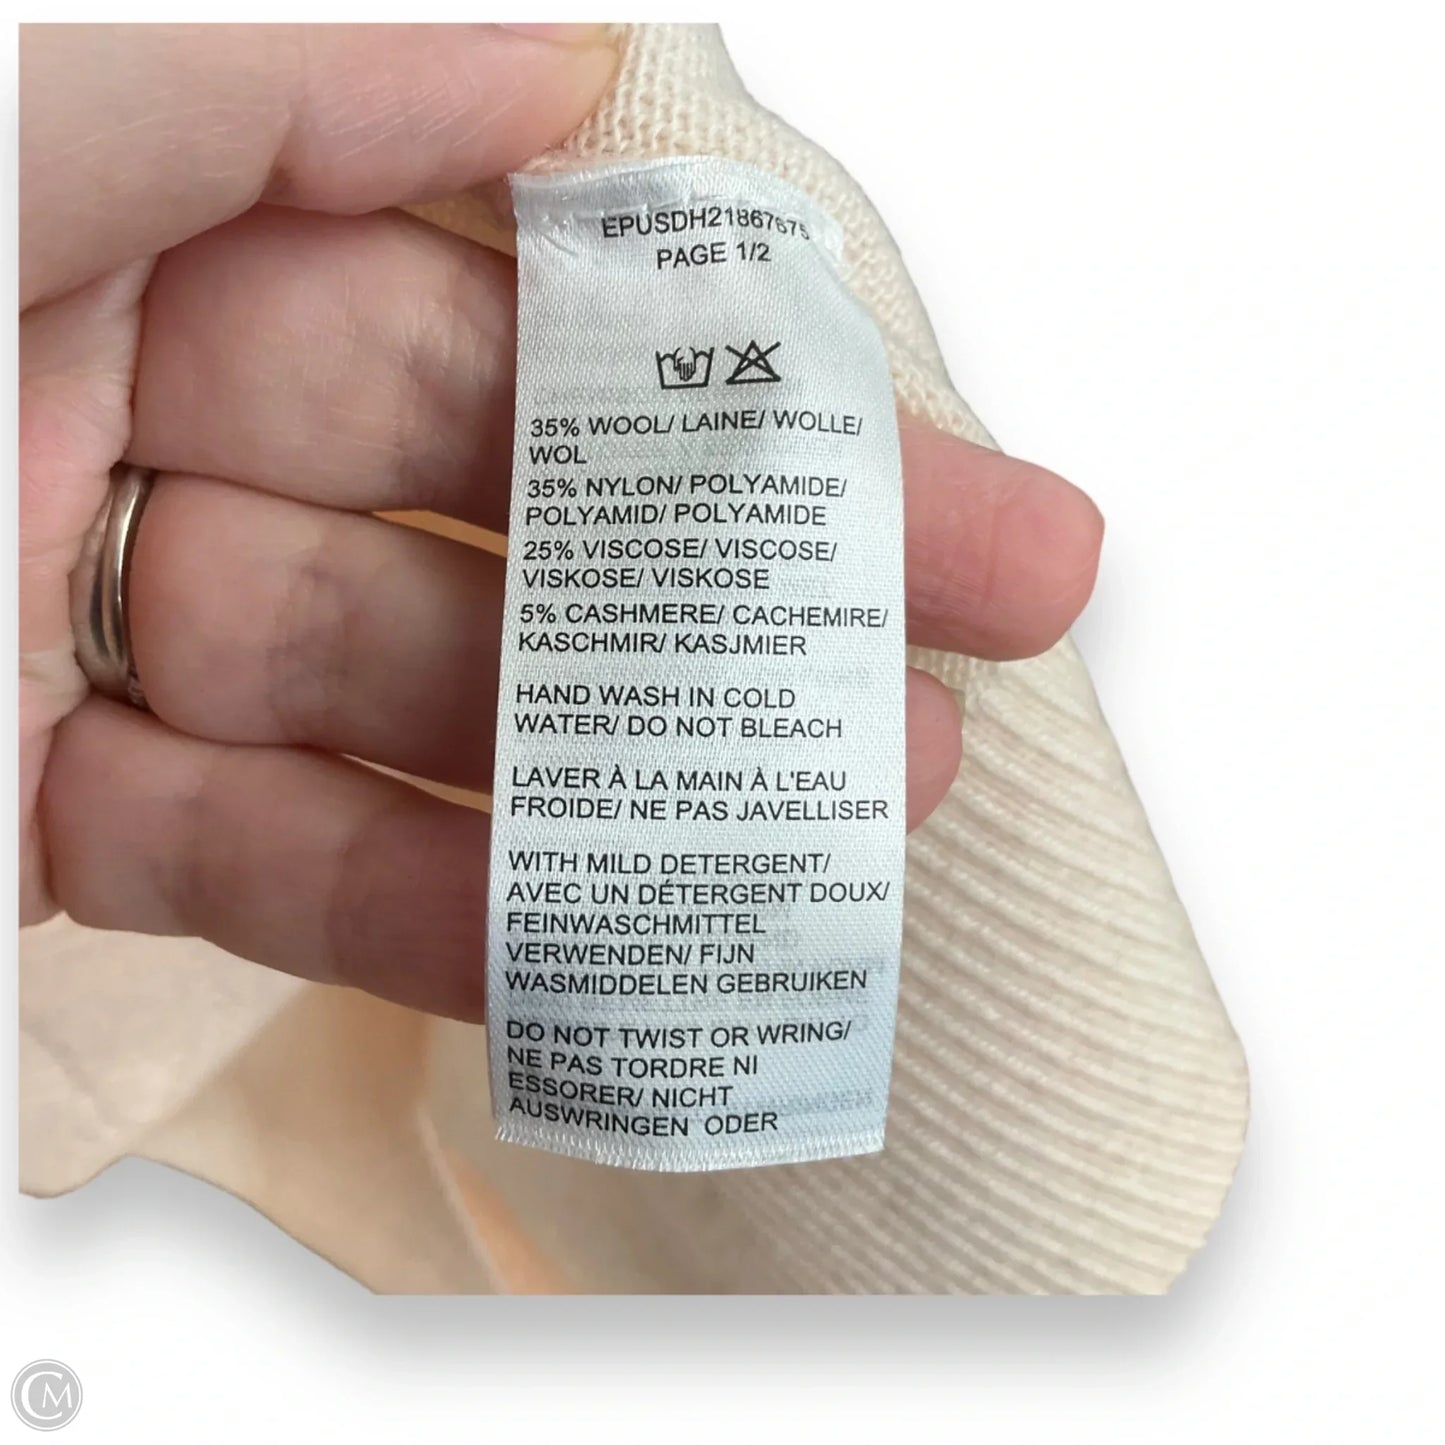 EPUSDH21867675
PAGE 1/2
35% WOOL/ LAINE/ WOLLE/
WOL
35% NYLON/ POLYAMIDE/
POLYAMID/ POLYAMIDE
25% VISCOSE/ VISCOSE/
VISKOSE/ VISKOSE
5% CASHMERE/ CACHEMIRE/
KASCHMIR/ KASJMIER
HAND WASH IN COLD
WATER/ DO NOT BLEACH
LAVER À LA MAIN À L'EAU
FROIDE/ NE PAS JAVELLISER
WITH MILD DETERGENT/
AVEC UN DÉTERGENT DOUX/
FEINWASCHMITTEL
VERWENDEN/ FIJN
WASMIDDELEN GEBRUIKEN
DO NOT TWIST OR WRING/
NE PAS TORDRE NI
ESSORER/ NICHT
AUSWRINGEN ODER
CM